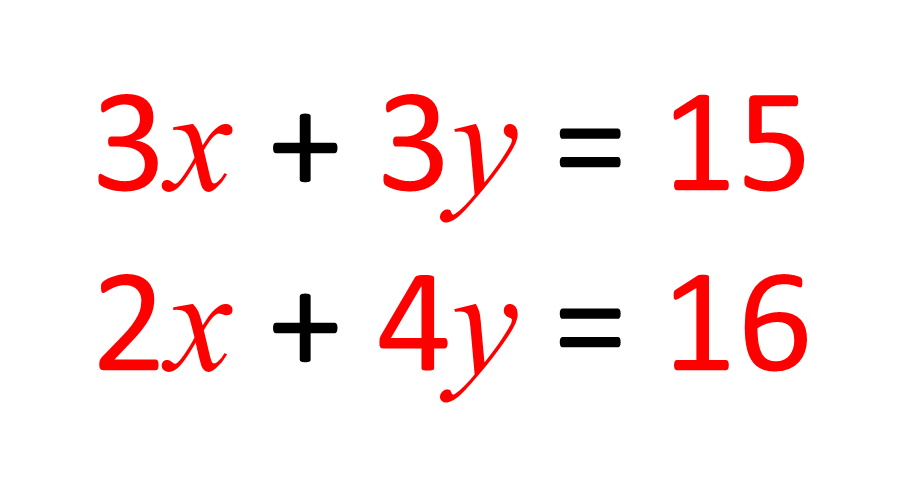 3x + 3y = 15
2x + 4y = 16